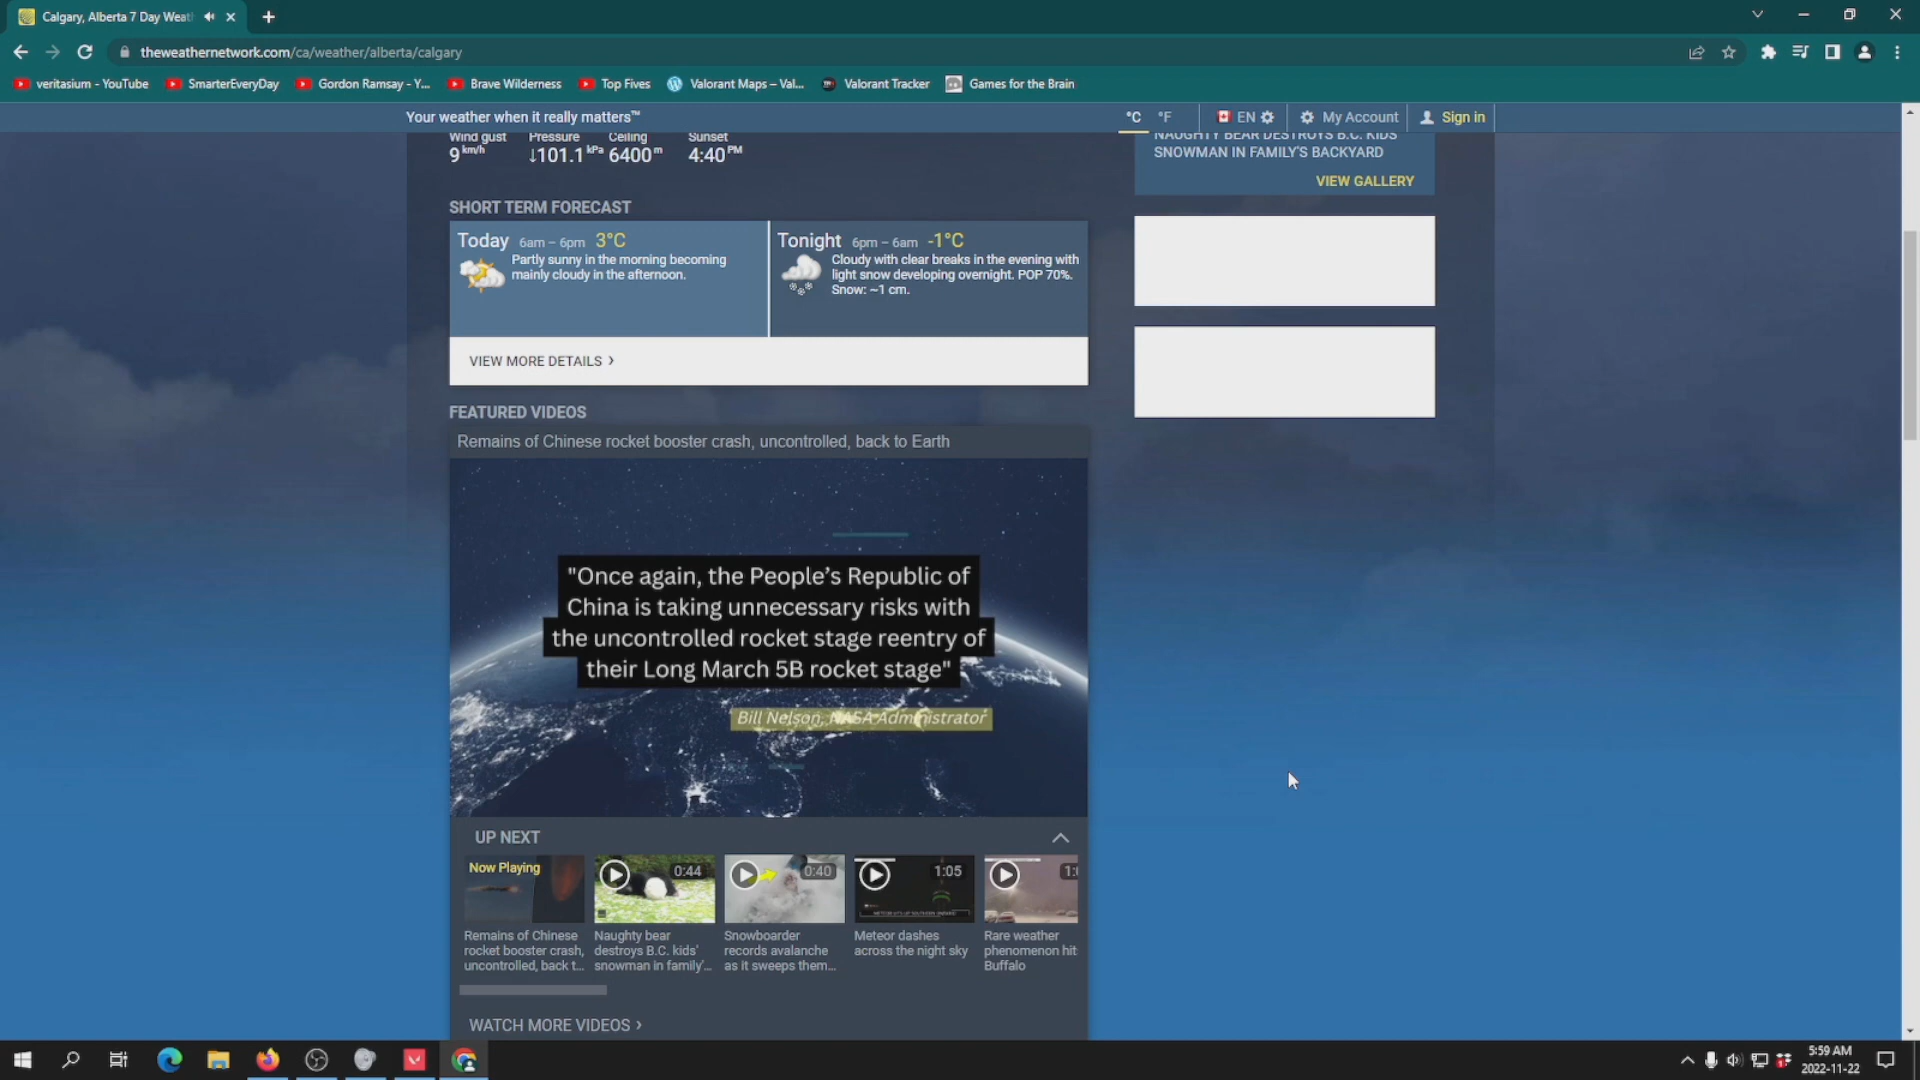 Calgary, Alberta 7 Day Weat
theweathernetwork.com/ca/weather/alberta/calgary
veritasium - YouTube
SmarterEveryDay
Gordon Ramsay - Y...
Brave Wilderness
Top Fives
Valorant Maps – Val...
Valorant Tracker
Games for the Brain
Your weather when it really matters™
°C
°F
EN
My Account
Sign in
Wind gust Pressure Ceiling Sunset
9 km/h ↓101.1 kPa 6400 m 4:40 PM
NAUGHTY BEAR DESTROYS B.C. KIDS
SNOWMAN IN FAMILY'S BACKYARD
VIEW GALLERY
SHORT TERM FORECAST
Today 6am – 6pm 3°C
Partly sunny in the morning becoming
mainly cloudy in the afternoon.
Tonight 6pm – 6am -1°C
Cloudy with clear breaks in the evening with
light snow developing overnight. POP 70%.
Snow: ~1 cm.
VIEW MORE DETAILS ›
FEATURED VIDEOS
Remains of Chinese rocket booster crash, uncontrolled, back to Earth
"Once again, the People's Republic of
China is taking unnecessary risks with
the uncontrolled rocket stage reentry of
their Long March 5B rocket stage"
Bill Nelson, NASA Administrator
UP NEXT
Now Playing
0:44
0:40
1:05
Remains of Chinese
rocket booster crash,
uncontrolled, back t...
Naughty bear
destroys B.C. kids'
snowman in family'...
Snowboarder
records avalanche
as it sweeps them...
Meteor dashes
across the night sky
Rare weather
phenomenon hit
Buffalo
WATCH MORE VIDEOS ›
5:59 AM
2022-11-22